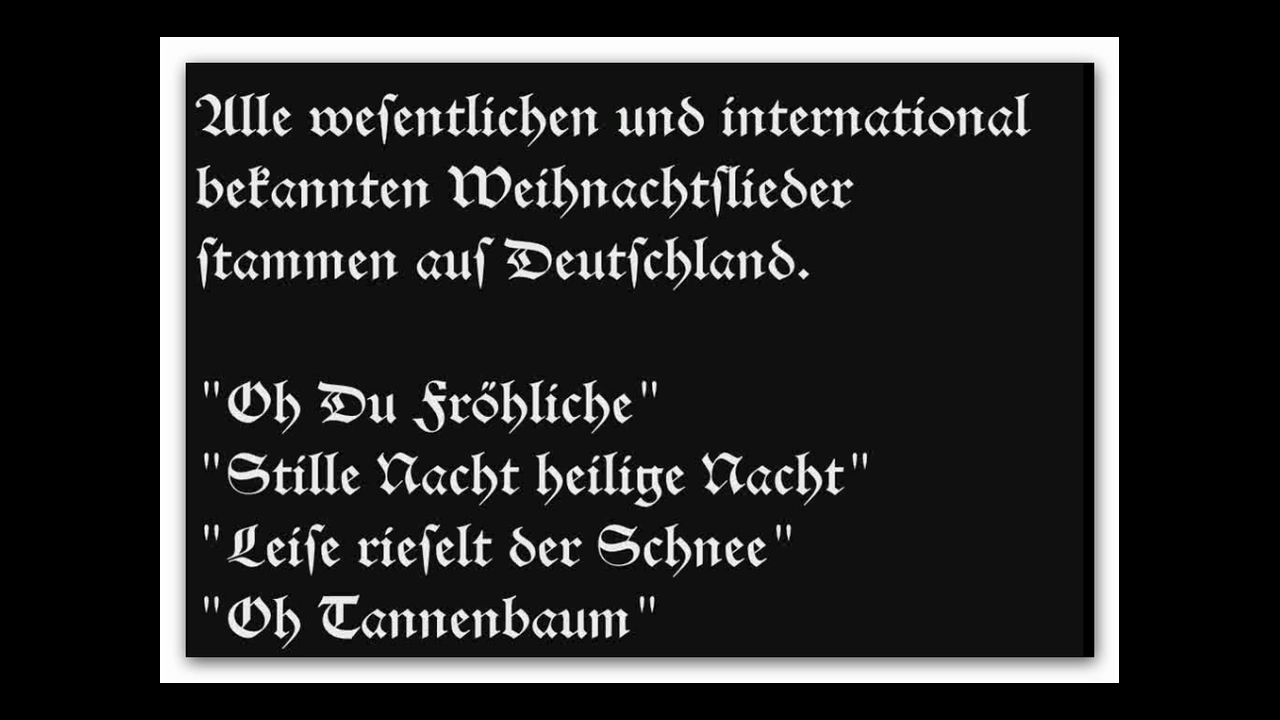 Alle weſentlichen und international
bekannten Weihnachtſlieder
ſtammen auſ Deutſchland.
"Oh Du Fröhliche"
"Stille Nacht heilige Nacht"
"Leiſe rieſelt der Schnee"
"Oh Tannenbaum"